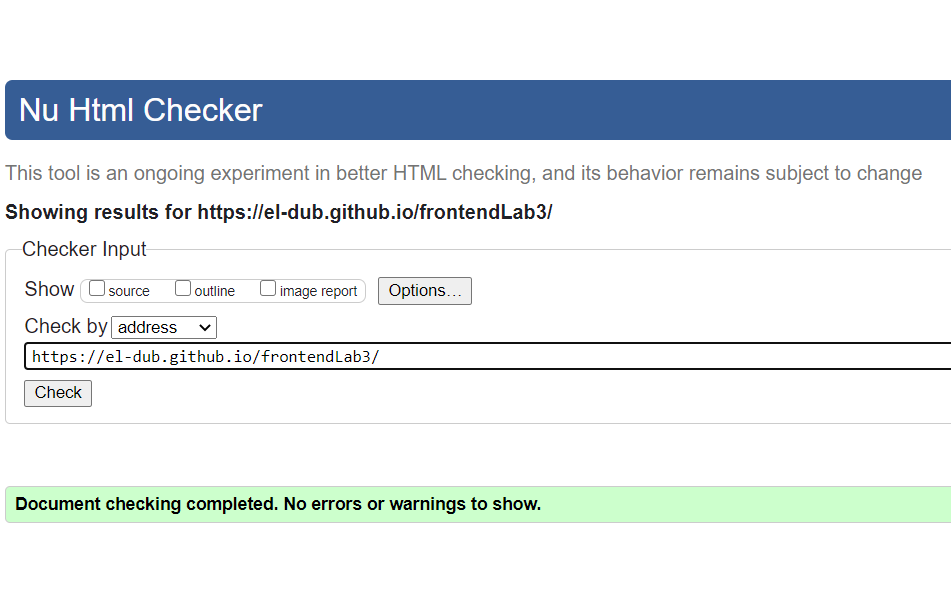 Nu Html Checker
This tool is an ongoing experiment in better HTML checking, and its behavior remains subject to change
Showing results for https://el-dub.github.io/frontendLab3/
Checker Input
Show source outline image report Options…
Check by address
https://el-dub.github.io/frontendLab3/
Check
Document checking completed. No errors or warnings to show.